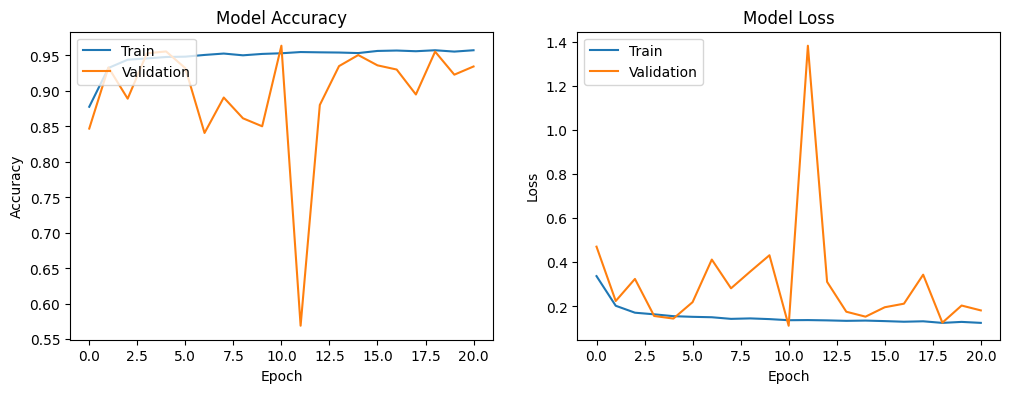 Model Accuracy
Train
Validation
0.95
0.90
0.85
0.80
0.75
0.70
0.65
0.60
0.55
Accuracy
0.0 2.5 5.0 7.5 10.0 12.5 15.0 17.5 20.0
Epoch
Model Loss
Train
Validation
1.4
1.2
1.0
0.8
0.6
0.4
0.2
Loss
0.0 2.5 5.0 7.5 10.0 12.5 15.0 17.5 20.0
Epoch